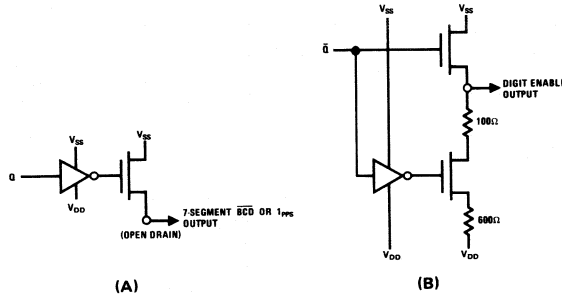 VSS
VSS
Q̅
DIGIT ENABLE
OUTPUT
100Ω
VSS
VSS
Q
VDD
7-SEGMENT B̅C̅D̅ OR 1PPS
OUTPUT
(OPEN DRAIN)
600Ω
VDD
VDD
(A)
(B)